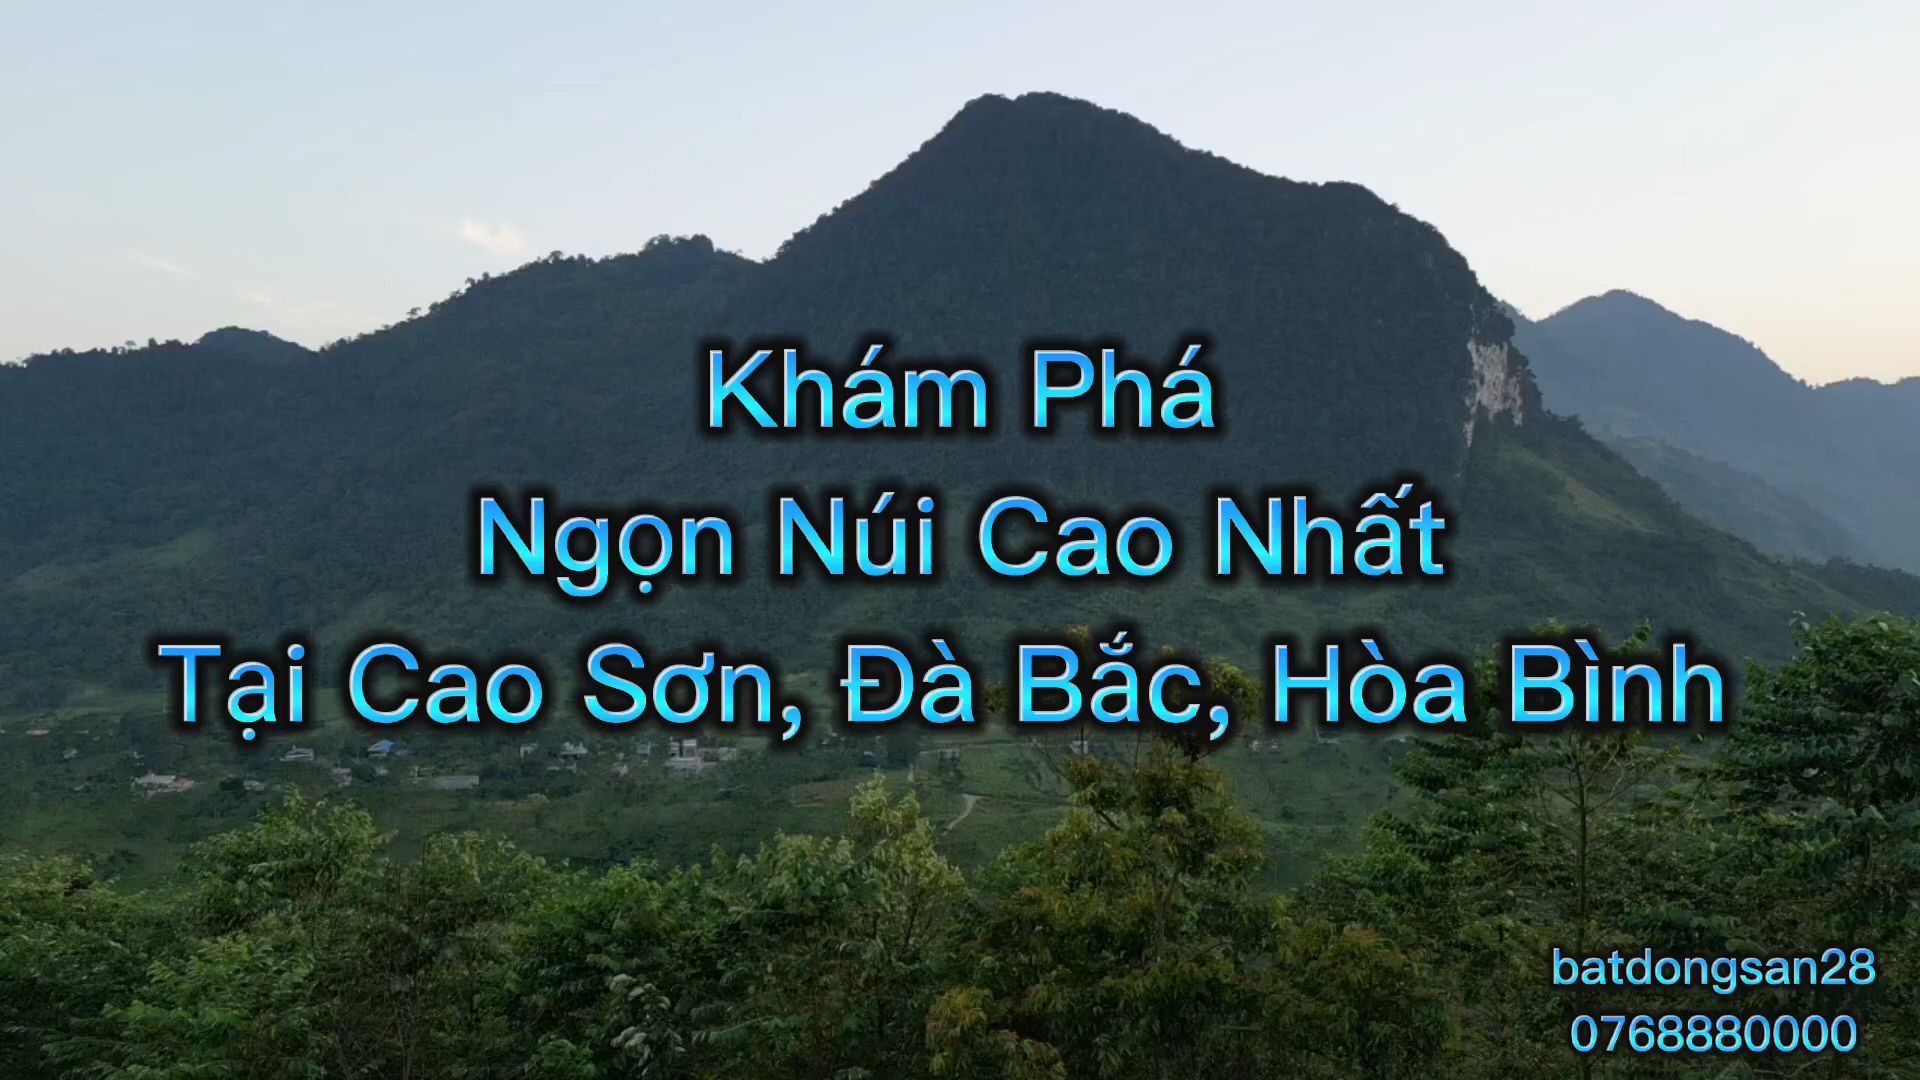 Khám Phá
Ngọn Núi Cao Nhất
Tại Cao Sơn, Đà Bắc, Hòa Bình
batdongsan28
0768880000